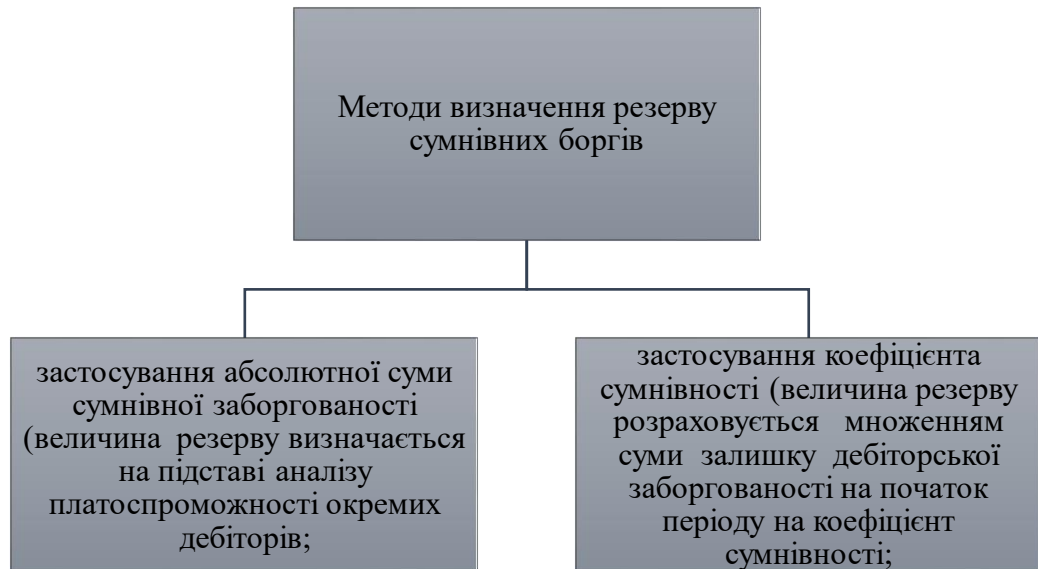 Методи визначення резерву
сумнівних боргів
застосування абсолютної суми
сумнівної заборгованості
(величина резерву визначається
на підставі аналізу
платоспроможності окремих
дебіторів;
застосування коефіцієнта
сумнівності (величина резерву
розраховується множенням
суми залишку дебіторської
заборгованості на початок
періоду на коефіцієнт
сумнівності;